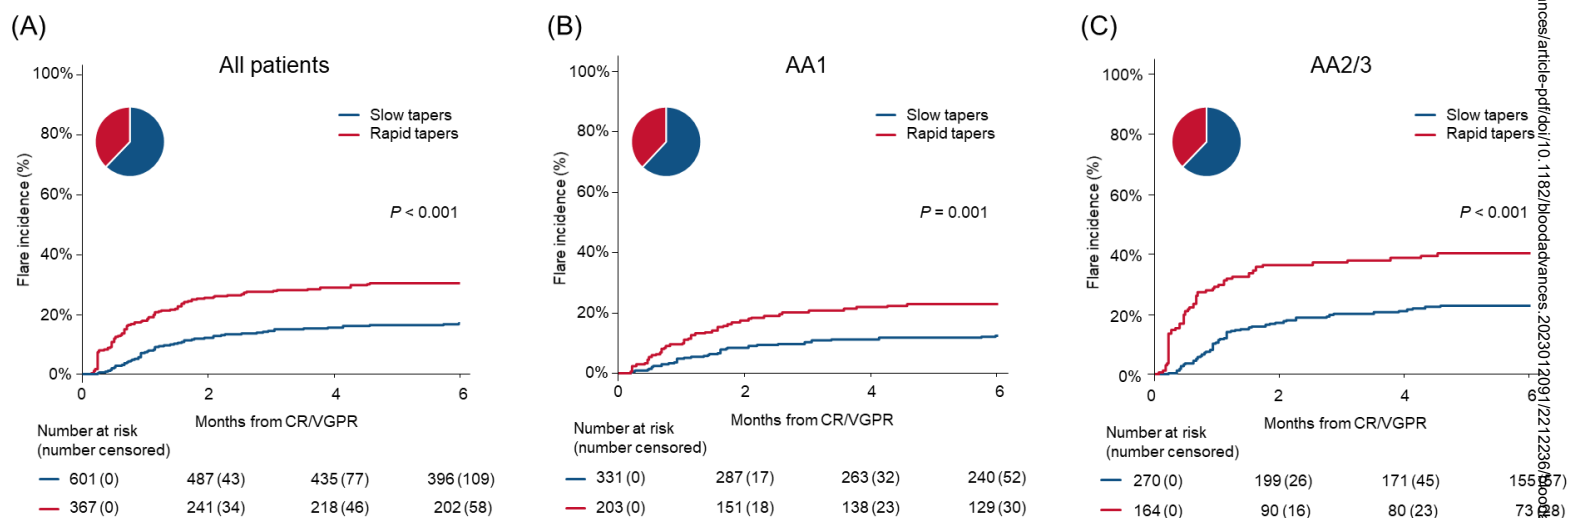 (A)
All patients
100%
80%
60%
40%
20%
0%
Flare incidence (%)
Slow tapers
Rapid tapers
P < 0.001
0 2 4 6
Months from CR/VGPR
Number at risk
(number censored)
601 (0) 487 (43) 435 (77) 396 (109)
367 (0) 241 (34) 218 (46) 202 (58)
(B)
AA1
100%
80%
60%
40%
20%
0%
Flare incidence (%)
Slow tapers
Rapid tapers
P = 0.001
0 2 4 6
Months from CR/VGPR
Number at risk
(number censored)
331 (0) 287 (17) 263 (32) 240 (52)
203 (0) 151 (18) 138 (23) 129 (30)
(C)
AA2/3
100%
80%
60%
40%
20%
0%
Flare incidence (%)
Slow tapers
Rapid tapers
P < 0.001
0 2 4 6
Months from CR/VGPR
Number at risk
(number censored)
270 (0) 199 (26) 171 (45) 155 (57)
164 (0) 90 (16) 80 (23) 73 (28)
ances/article-pdf/doi/10.1182/bloodadvances.2023012091/2122236/blood